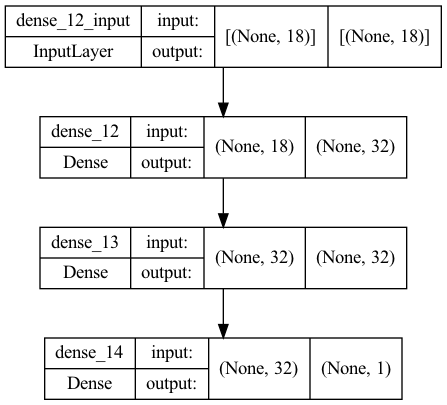 dense_12_input input: [(None, 18)] [(None, 18)]
InputLayer output:
dense_12 input: (None, 18) (None, 32)
Dense output:
dense_13 input: (None, 32) (None, 32)
Dense output:
dense_14 input: (None, 32) (None, 1)
Dense output: